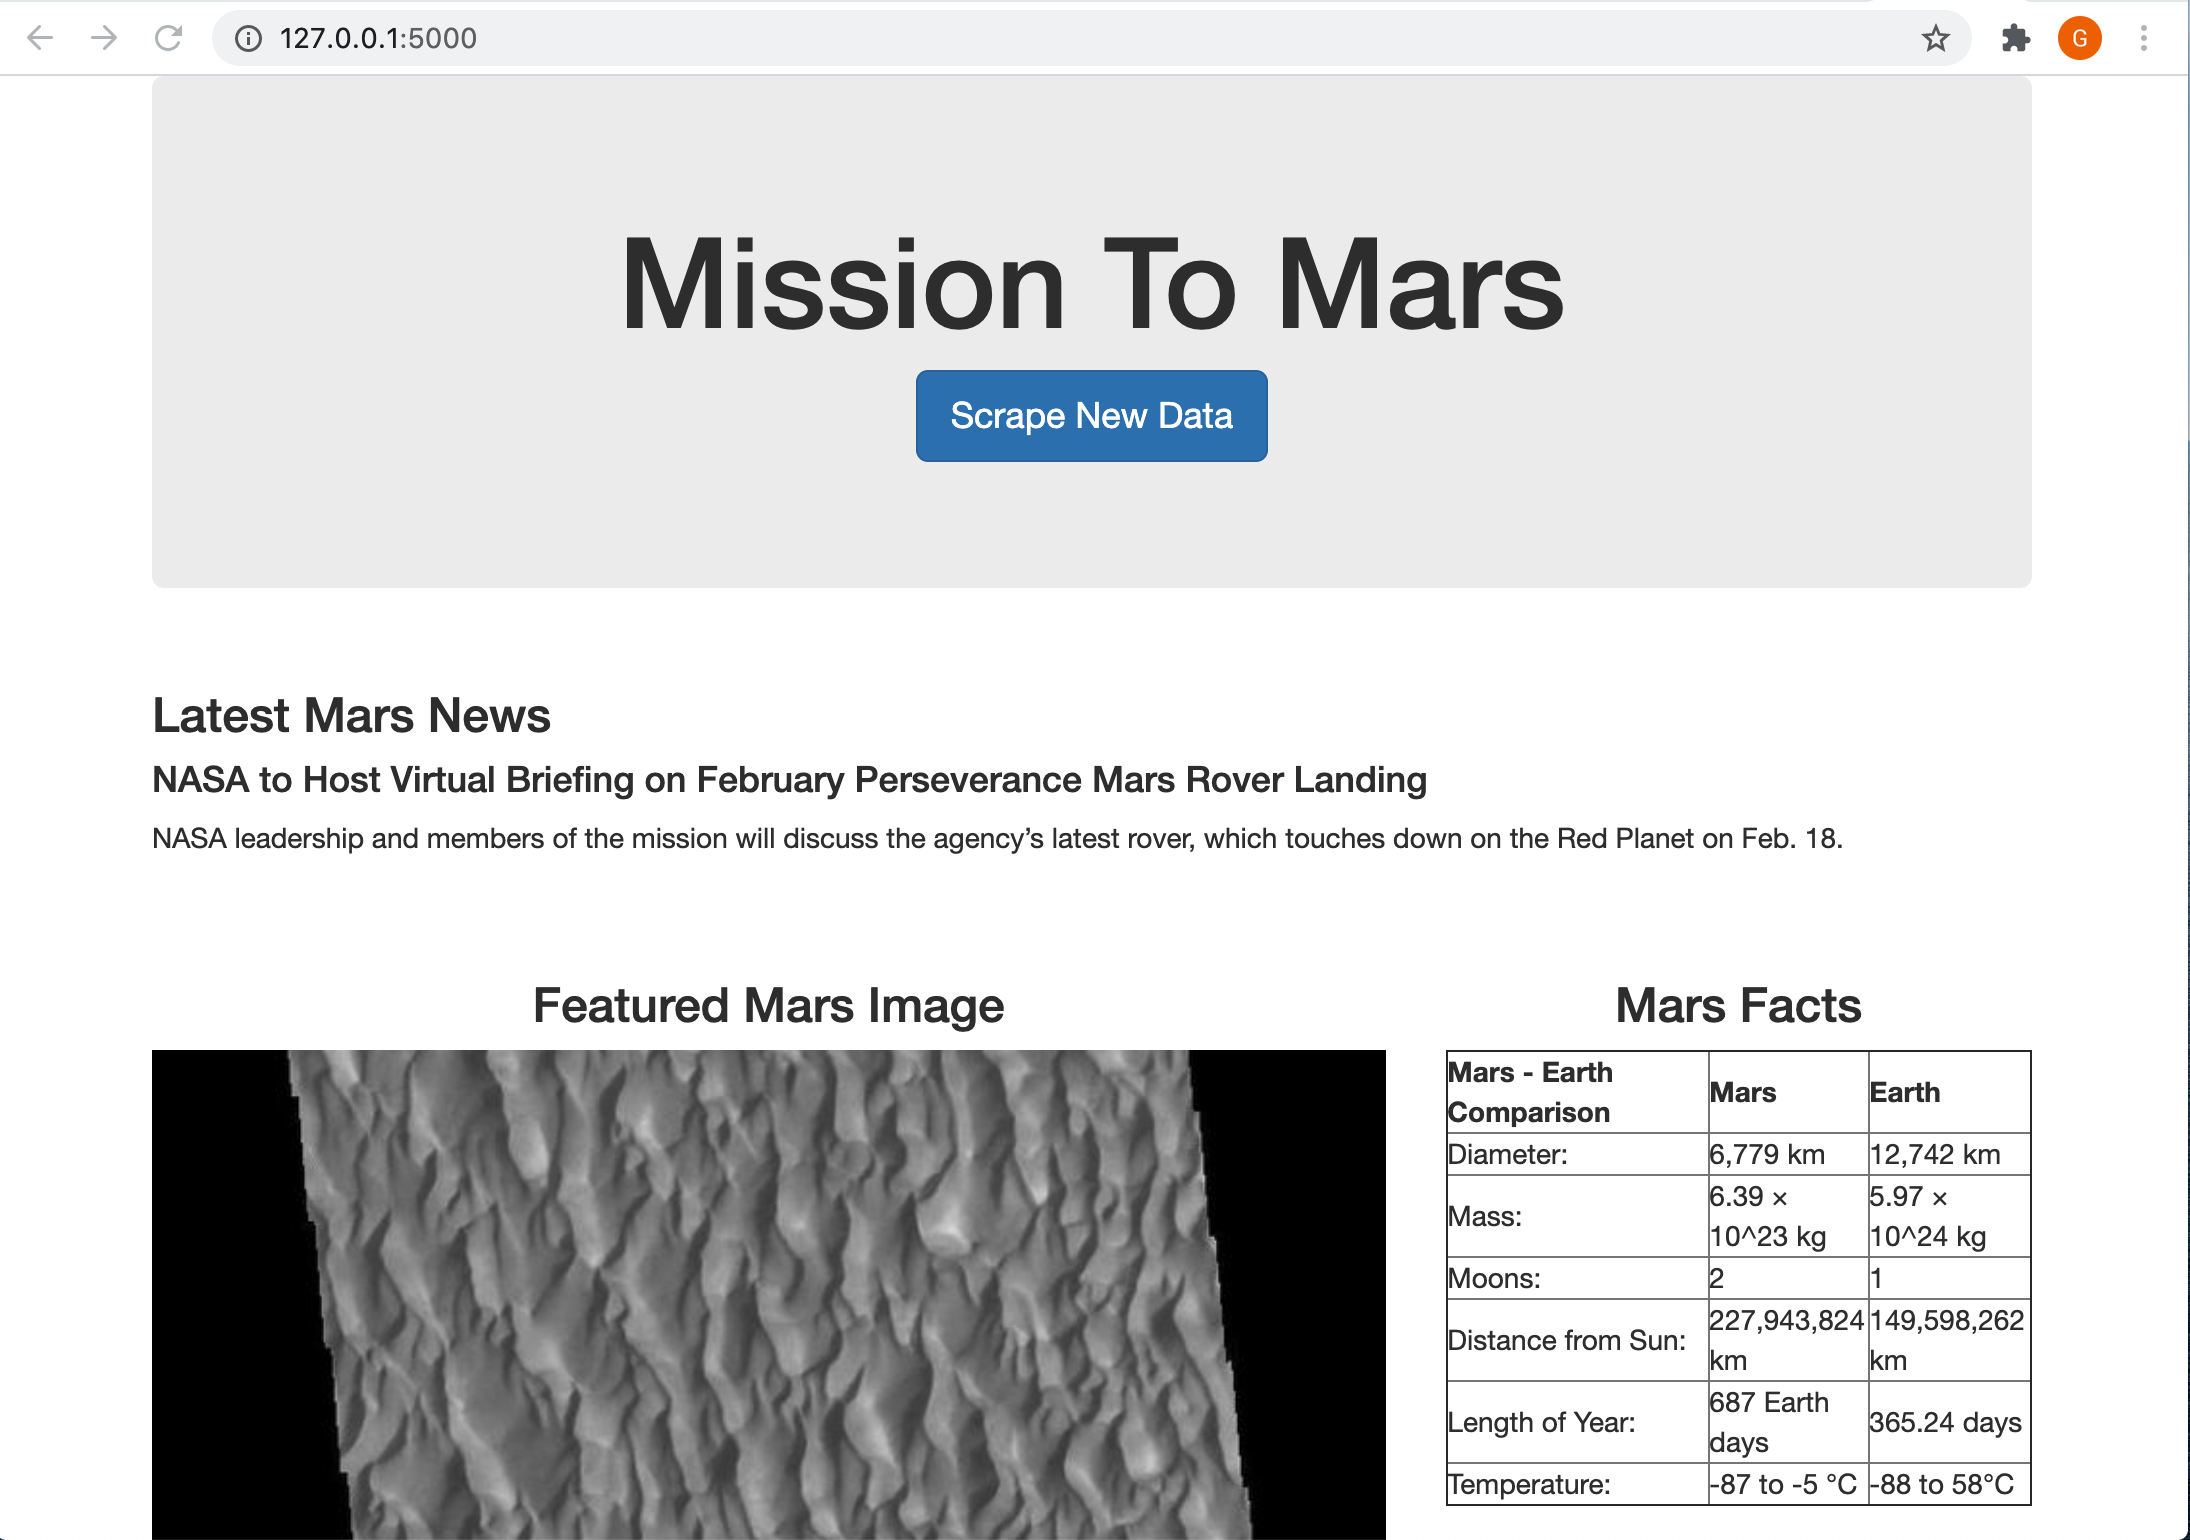 127.0.0.1:5000
G
Mission To Mars
Scrape New Data
Latest Mars News
NASA to Host Virtual Briefing on February Perseverance Mars Rover Landing
NASA leadership and members of the mission will discuss the agency’s latest rover, which touches down on the Red Planet on Feb. 18.
Featured Mars Image
Mars Facts
Mars - Earth Comparison Mars Earth
Diameter: 6,779 km 12,742 km
Mass: 6.39 × 10^23 kg 5.97 × 10^24 kg
Moons: 2 1
Distance from Sun: 227,943,824 km 149,598,262 km
Length of Year: 687 Earth days 365.24 days
Temperature: -87 to -5 °C -88 to 58°C